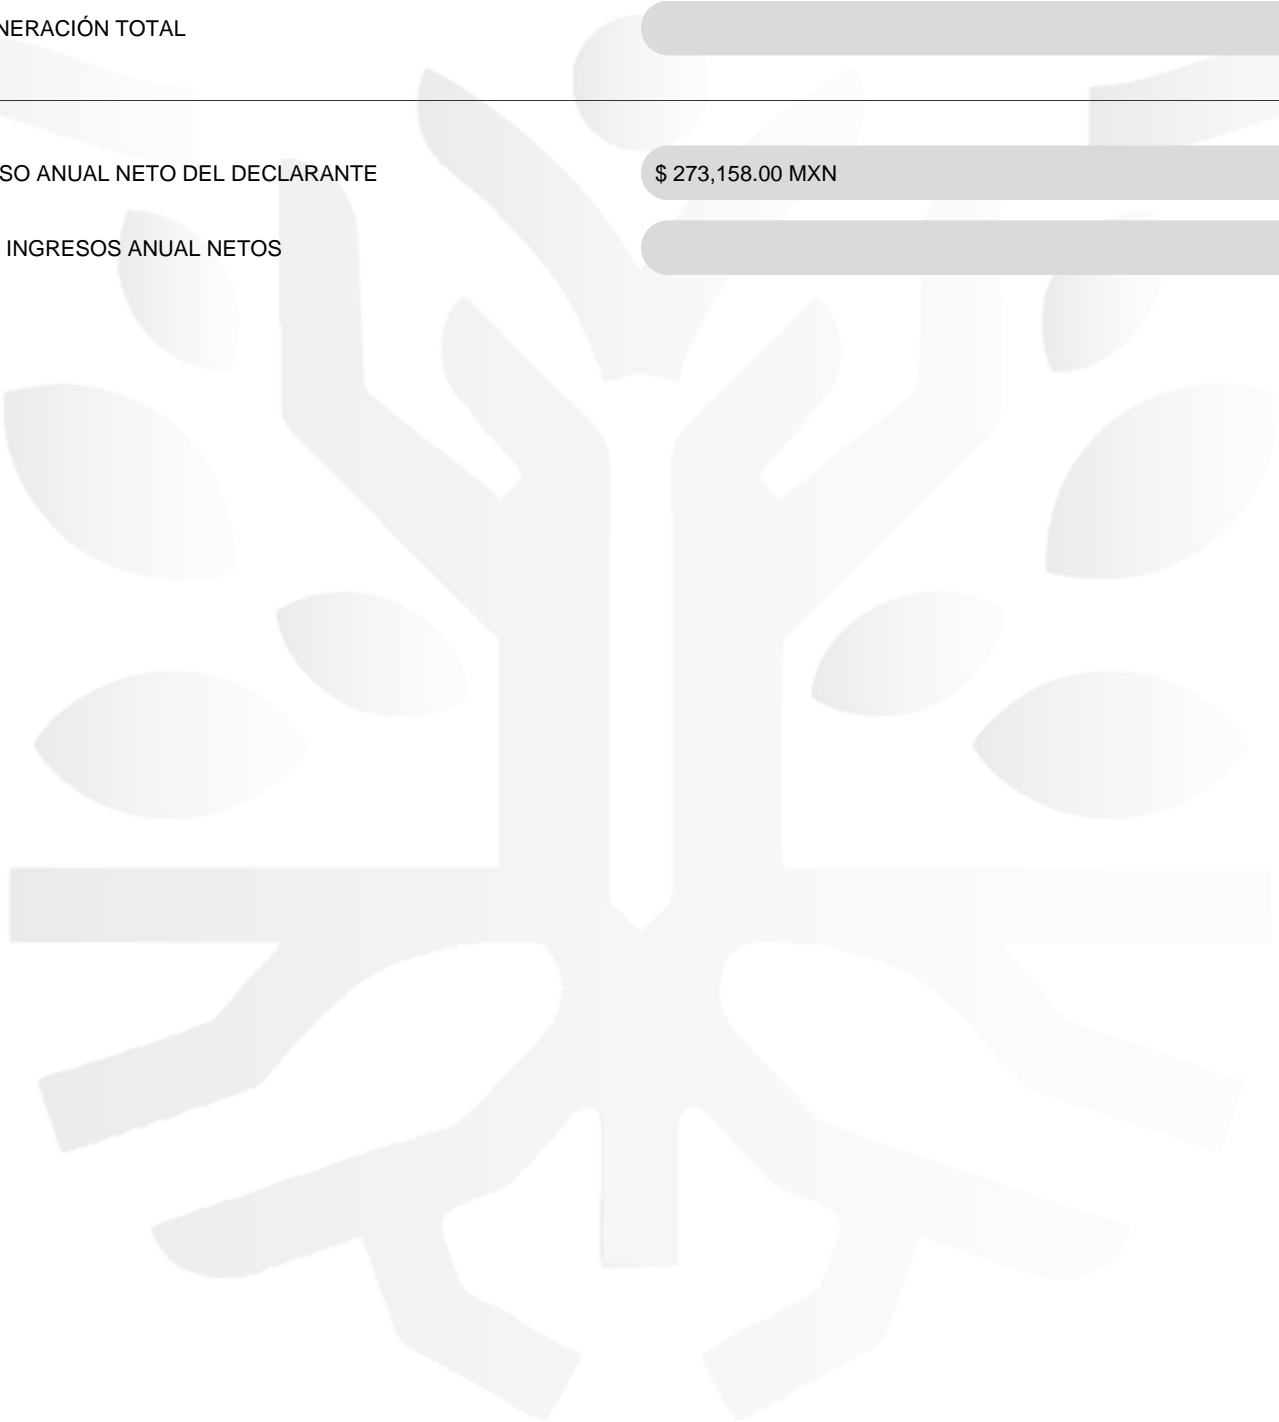 NERACIÓN TOTAL
SO ANUAL NETO DEL DECLARANTE $ 273,158.00 MXN
INGRESOS ANUAL NETOS